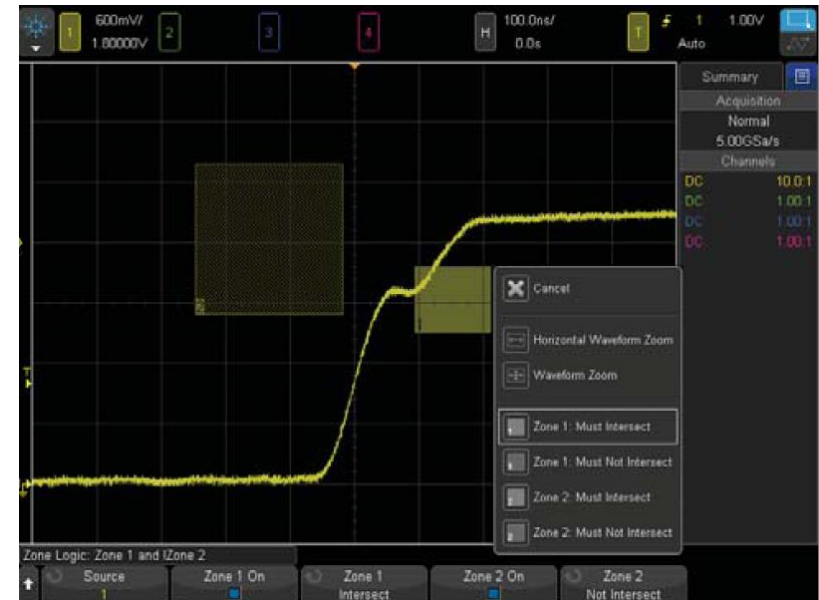 1 600mV/ 2 3 4 H 100.0ns/ T 1 1.00V
1.80000V 0.0s Auto
Summary
Acquisition
Normal
5.00GSa/s
Channels
DC 10.0:1
DC 1.00:1
DC 1.00:1
DC 1.00:1
2
1
T
Cancel
Horizontal Waveform Zoom
Waveform Zoom
Zone 1: Must Intersect
Zone 1: Must Not Intersect
Zone 2: Must Intersect
Zone 2: Must Not Intersect
Zone Logic: Zone 1 and !Zone 2
Source Zone 1 On Zone 1 Zone 2 On Zone 2
1 Intersect Not Intersect